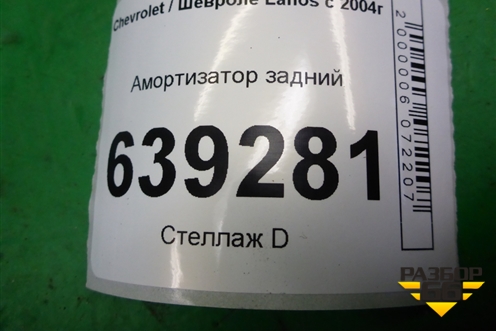 Chevrolet / Шевроле Lanos с 2004г
Амортизатор задний
639281
Стеллаж D
2000006072207
РАЗБОР